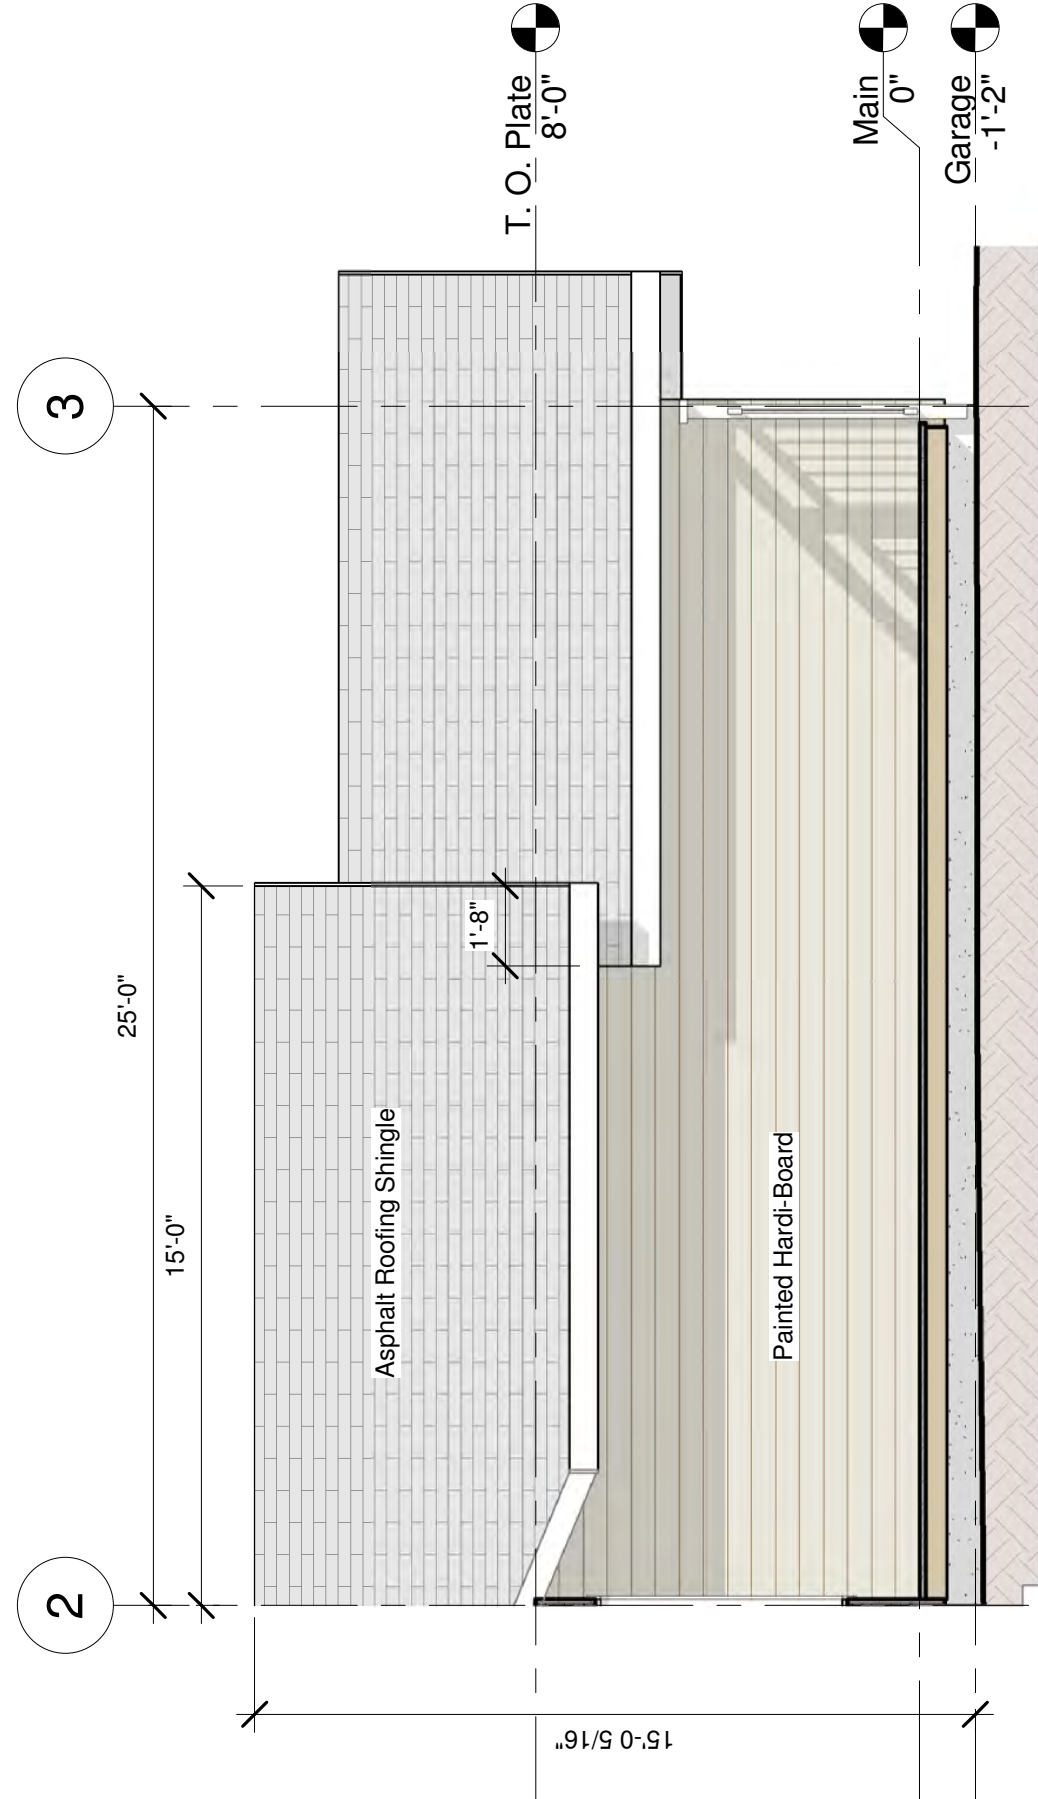 2
3
25'-0"
15'-0"
1'-8"
Asphalt Roofing Shingle
Painted Hardi-Board
T. O. Plate
8'-0"
Main
0"
Garage
-1'-2"
15'-0 5/16"